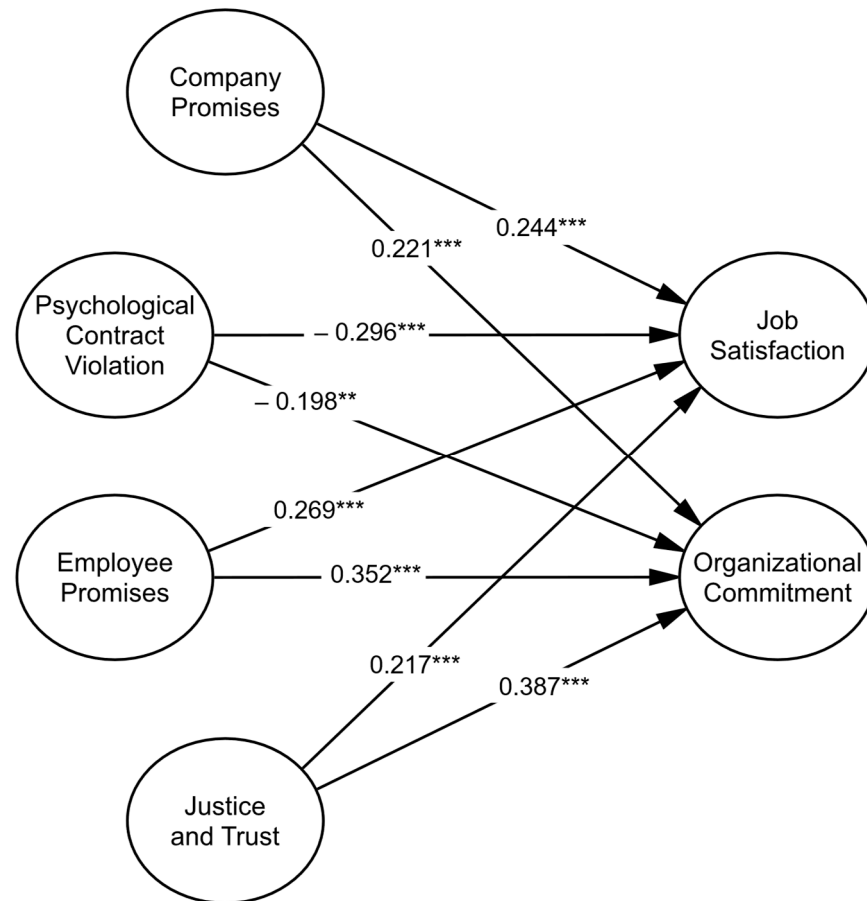 Company
Promises
0.244***
0.221***
Psychological
Contract
Violation
– 0.296***
Job
Satisfaction
– 0.198**
0.269***
Employee
Promises
0.352***
Organizational
Commitment
0.217***
0.387***
Justice
and Trust